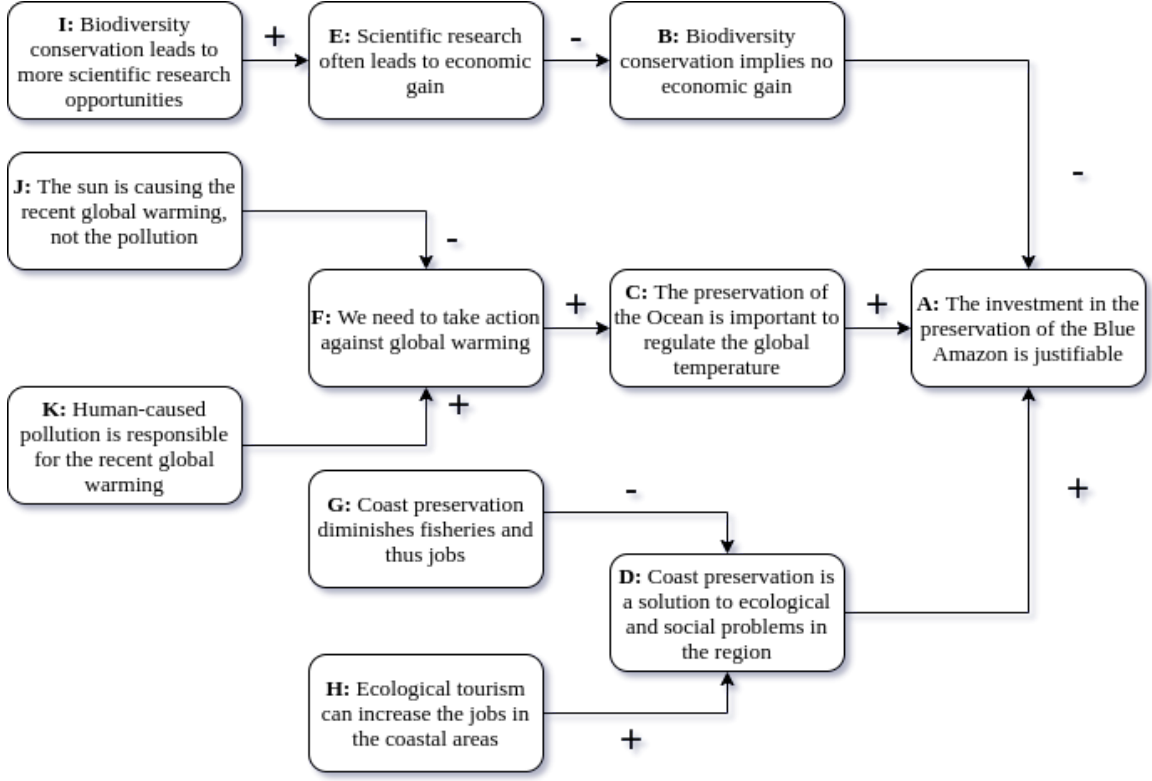 I: Biodiversity
conservation leads to
more scientific research
opportunities
+
E: Scientific research
often leads to economic
gain
-
B: Biodiversity
conservation implies no
economic gain
-
J: The sun is causing the
recent global warming,
not the pollution
-
F: We need to take action
against global warming
+
C: The preservation of
the Ocean is important to
regulate the global
temperature
+
A: The investment in the
preservation of the Blue
Amazon is justifiable
K: Human-caused
pollution is responsible
for the recent global
warming
+
G: Coast preservation
diminishes fisheries and
thus jobs
-
D: Coast preservation is
a solution to ecological
and social problems in
the region
+
H: Ecological tourism
can increase the jobs in
the coastal areas
+